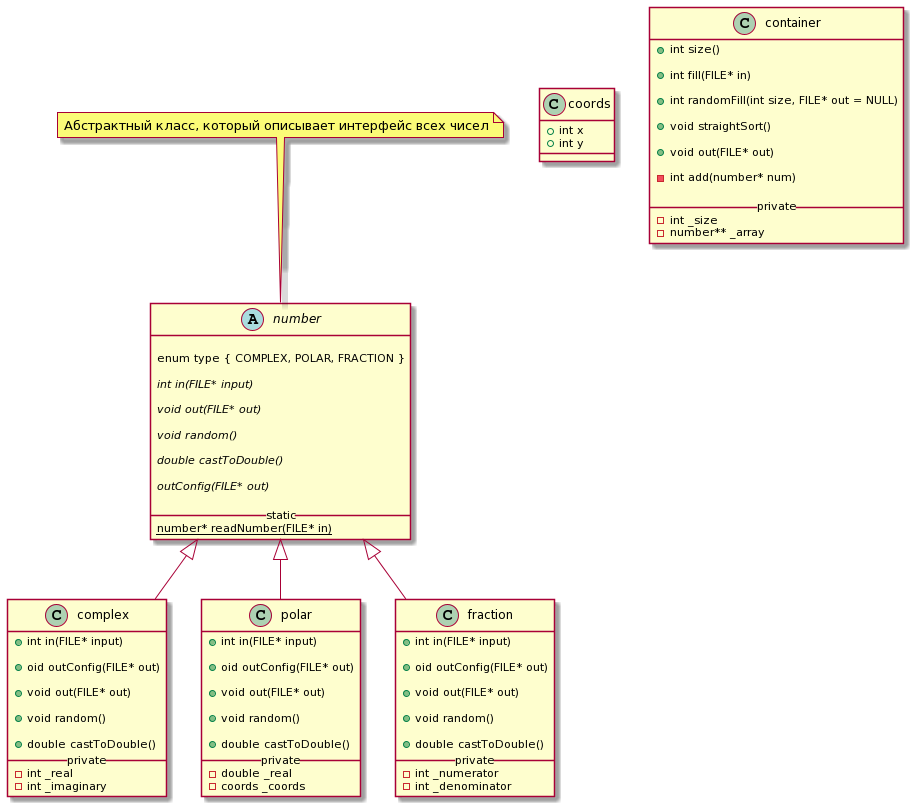 C container
int size()
int fill(FILE* in)
int randomFill(int size, FILE* out = NULL)
void straightSort()
void out(FILE* out)
int add(number* num)
private
int _size
number** _array
C coords
int x
int y
Абстрактный класс, который описывает интерфейс всех чисел
A number
enum type { COMPLEX, POLAR, FRACTION }
int in(FILE* input)
void out(FILE* out)
void random()
double castToDouble()
outConfig(FILE* out)
static
number* readNumber(FILE* in)
C complex
int in(FILE* input)
oid outConfig(FILE* out)
void out(FILE* out)
void random()
double castToDouble()
private
int _real
int _imaginary
C polar
int in(FILE* input)
oid outConfig(FILE* out)
void out(FILE* out)
void random()
double castToDouble()
private
double _real
coords _coords
C fraction
int in(FILE* input)
oid outConfig(FILE* out)
void out(FILE* out)
void random()
double castToDouble()
private
int _numerator
int _denominator